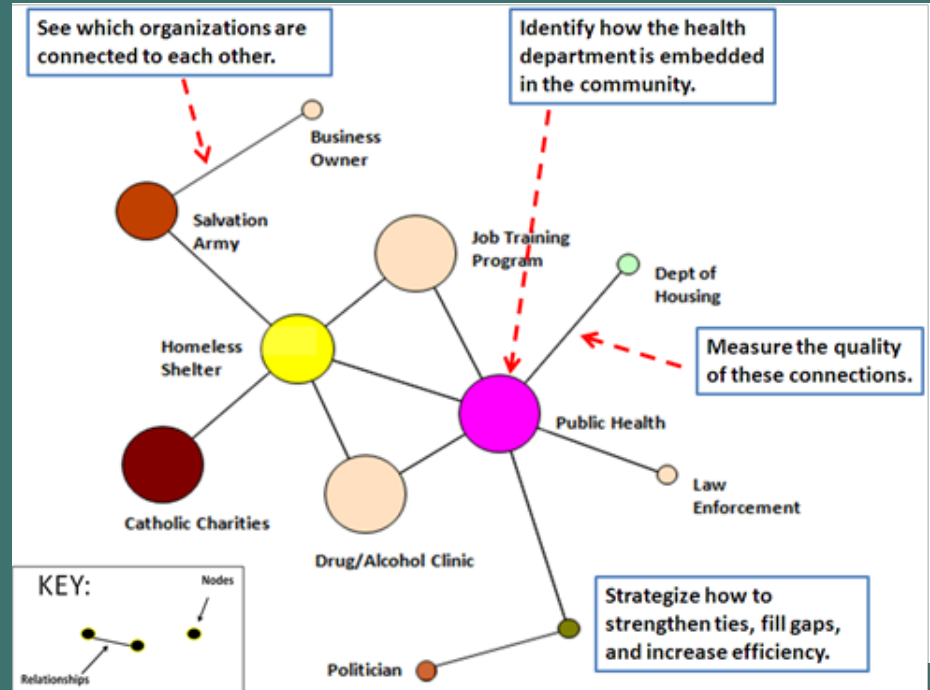 See which organizations are
connected to each other.
Identify how the health
department is embedded
in the community.
Business
Owner
Salvation
Army
Job Training
Program
Dept of
Housing
Homeless
Shelter
Measure the quality
of these connections.
Public Health
Law
Enforcement
Catholic Charities
Drug/Alcohol Clinic
KEY:
Nodes
Relationships
Strategize how to
strengthen ties, fill gaps,
and increase efficiency.
Politician